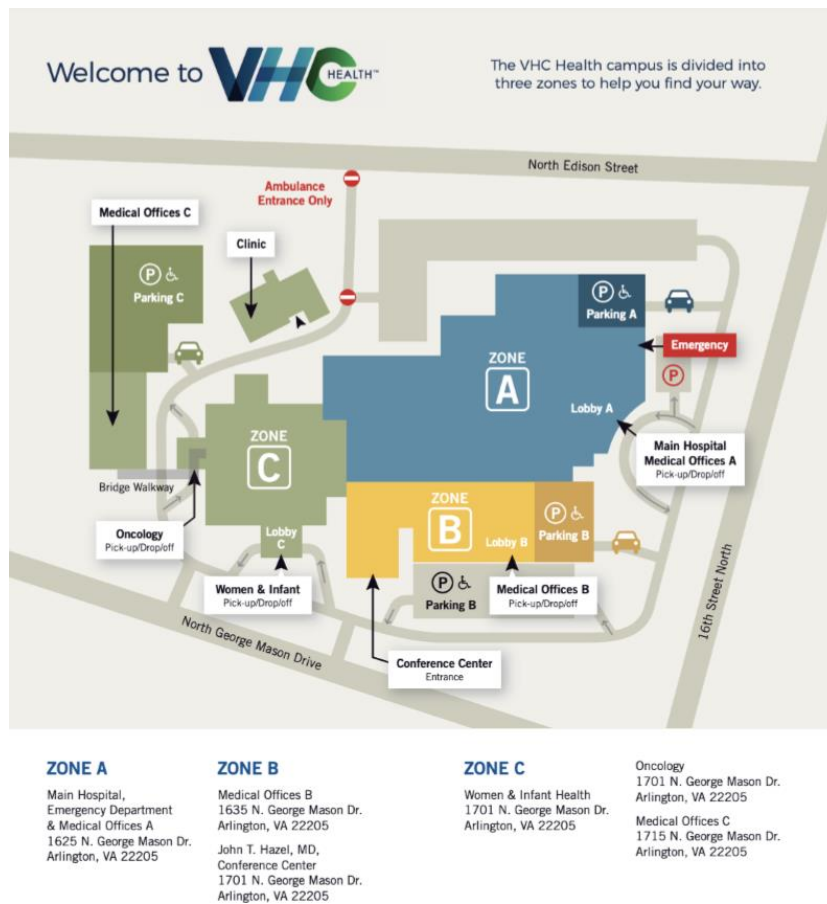 Welcome to VHC HEALTH™
The VHC Health campus is divided into
three zones to help you find your way.
North Edison Street
Ambulance
Entrance Only
Medical Offices C
Clinic
P
Parking C
P
Parking A
ZONE
A
Emergency
P
Lobby A
Main Hospital
Medical Offices A
Pick-up/Drop/off
ZONE
C
Bridge Walkway
ZONE
B
P
Parking B
Lobby B
Oncology
Pick-up/Drop/off
Lobby
C
Women & Infant
Pick-up/Drop/off
P
Parking B
Medical Offices B
Pick-up/Drop/off
16th Street North
North George Mason Drive
Conference Center
Entrance
ZONE A
Main Hospital,
Emergency Department
& Medical Offices A
1625 N. George Mason Dr.
Arlington, VA 22205
ZONE B
Medical Offices B
1635 N. George Mason Dr.
Arlington, VA 22205
John T. Hazel, MD,
Conference Center
1701 N. George Mason Dr.
Arlington, VA 22205
ZONE C
Women & Infant Health
1701 N. George Mason Dr.
Arlington, VA 22205
Oncology
1701 N. George Mason Dr.
Arlington, VA 22205
Medical Offices C
1715 N. George Mason Dr.
Arlington, VA 22205